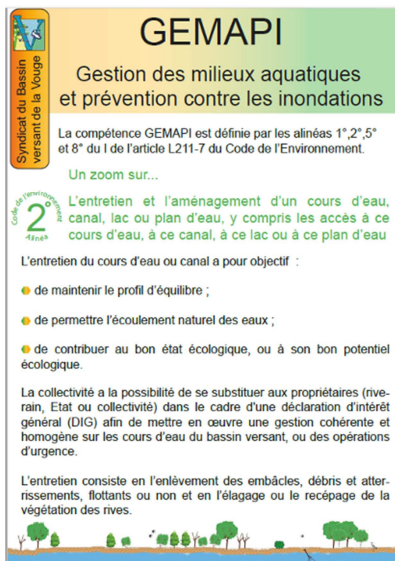 GEMAPI
Syndicat du Bassin
versant de la Vouge
Gestion des milieux aquatiques
et prévention contre les inondations
La compétence GEMAPI est définie par les alinéas 1°,2°,5°
et 8° du I de l'article L211-7 du Code de l'Environnement.
Un zoom sur...
Code de l'environnement
2°
Alinéa
L'entretien et l'aménagement d'un cours d'eau,
canal, lac ou plan d'eau, y compris les accès à ce
cours d'eau, à ce canal, à ce lac ou à ce plan d'eau
L'entretien du cours d'eau ou canal a pour objectif :
de maintenir le profil d'équilibre ;
de permettre l'écoulement naturel des eaux ;
de contribuer au bon état écologique, ou à son bon potentiel
écologique.
La collectivité a la possibilité de se substituer aux propriétaires (rive-
rain, Etat ou collectivité) dans le cadre d'une déclaration d'intérêt
général (DIG) afin de mettre en œuvre une gestion cohérente et
homogène sur les cours d'eau du bassin versant, ou des opérations
d'urgence.
L'entretien consiste en l'enlèvement des embâcles, débris et atter-
rissements, flottants ou non et en l'élagage ou le recépage de la
végétation des rives.